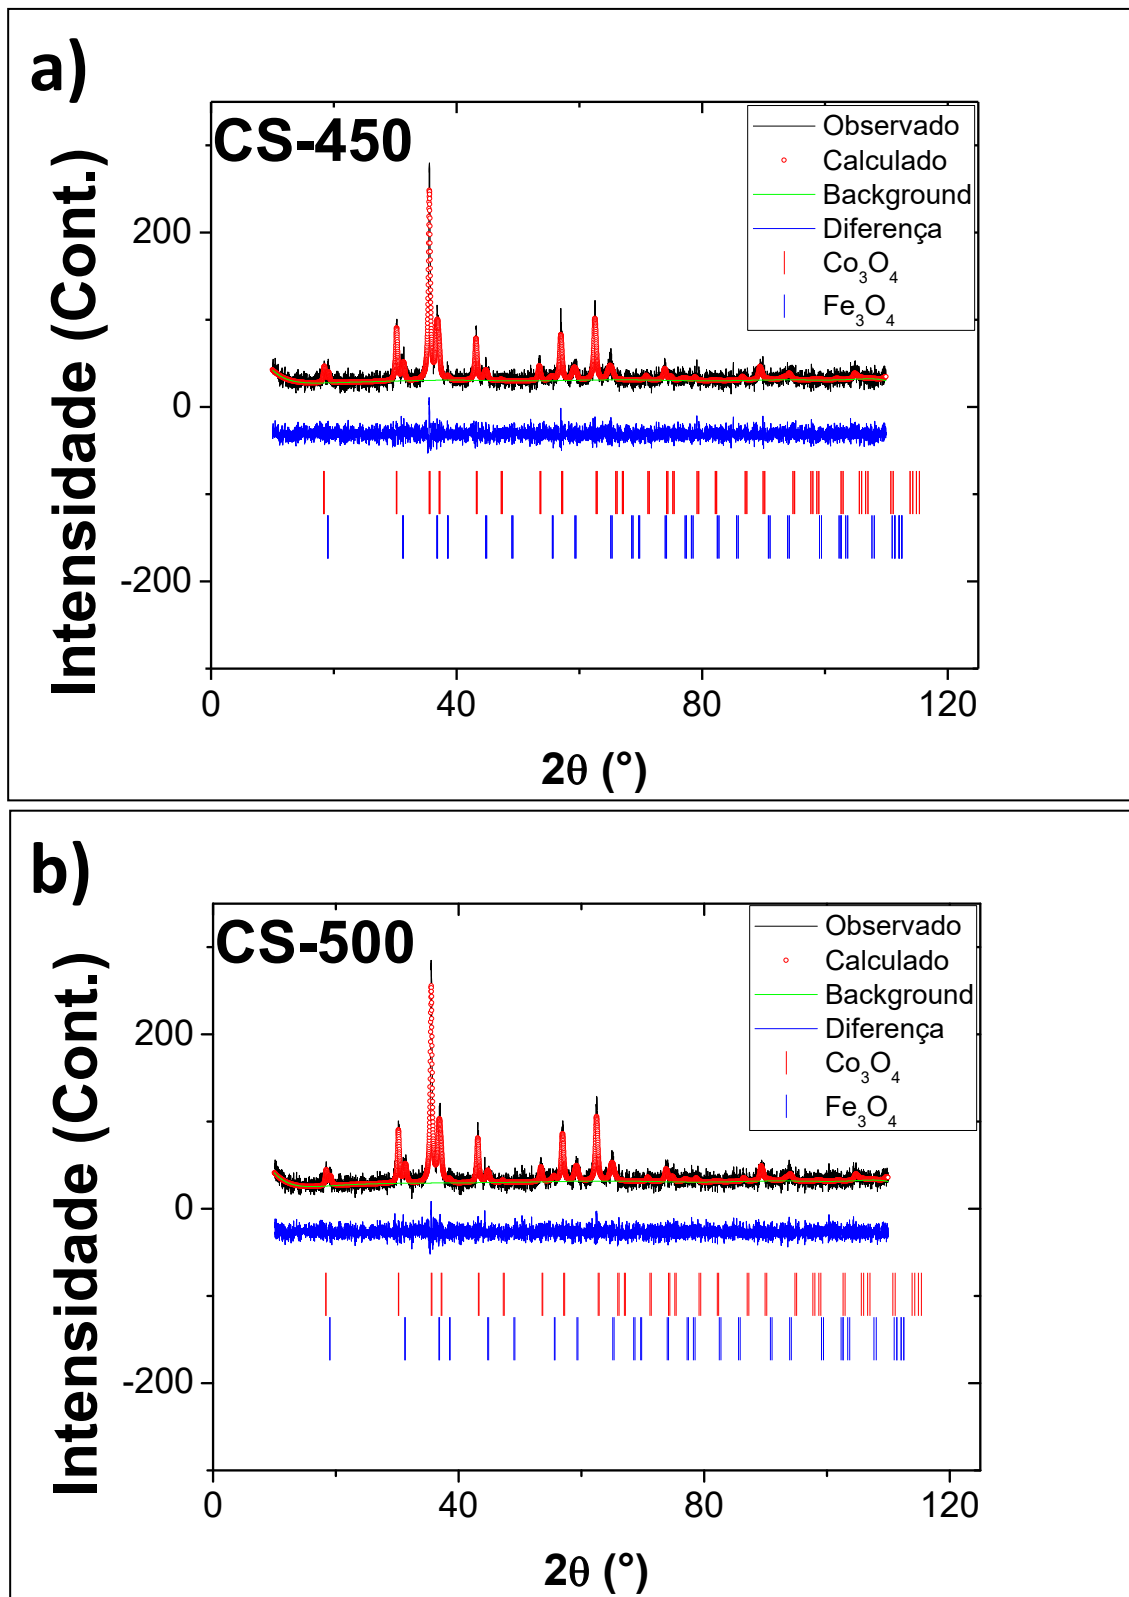 a)
CS-450
Observado
Calculado
Background
Diferença
Co₃O₄
Fe₃O₄
Intensidade (Cont.)
200
0
-200
0
40
80
120
2θ (°)
b)
CS-500
Observado
Calculado
Background
Diferença
Co₃O₄
Fe₃O₄
Intensidade (Cont.)
200
0
-200
0
40
80
120
2θ (°)